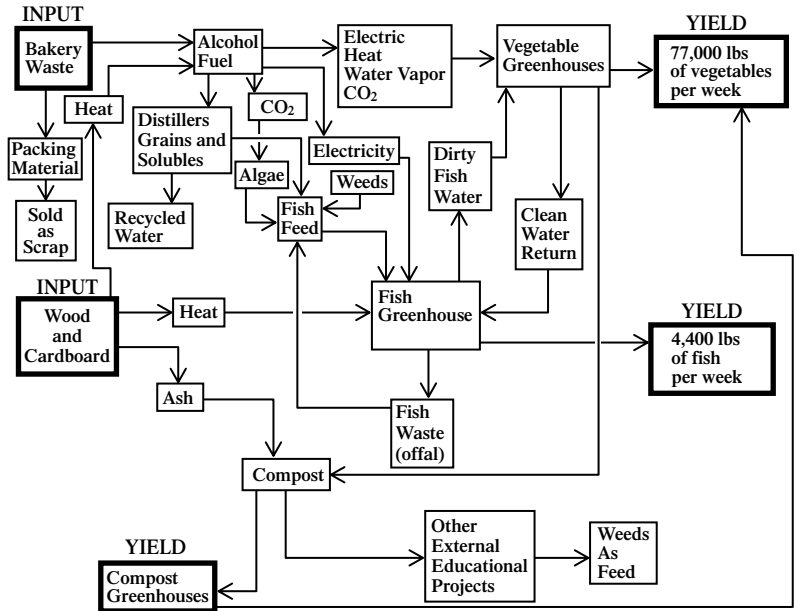 INPUT
Bakery
Waste
Alcohol
Fuel
Electric
Heat
Water Vapor
CO₂
Vegetable
Greenhouses
YIELD
77,000 lbs
of vegetables
per week
Heat
CO₂
Packing
Material
Distillers
Grains and
Solubles
Electricity
Algae
Weeds
Dirty
Fish
Water
Sold
as
Scrap
Recycled
Water
Fish
Feed
Clean
Water
Return
INPUT
Wood
and
Cardboard
Heat
Fish
Greenhouse
YIELD
4,400 lbs
of fish
per week
Ash
Fish
Waste
(offal)
Compost
YIELD
Compost
Greenhouses
Other
External
Educational
Projects
Weeds
As
Feed